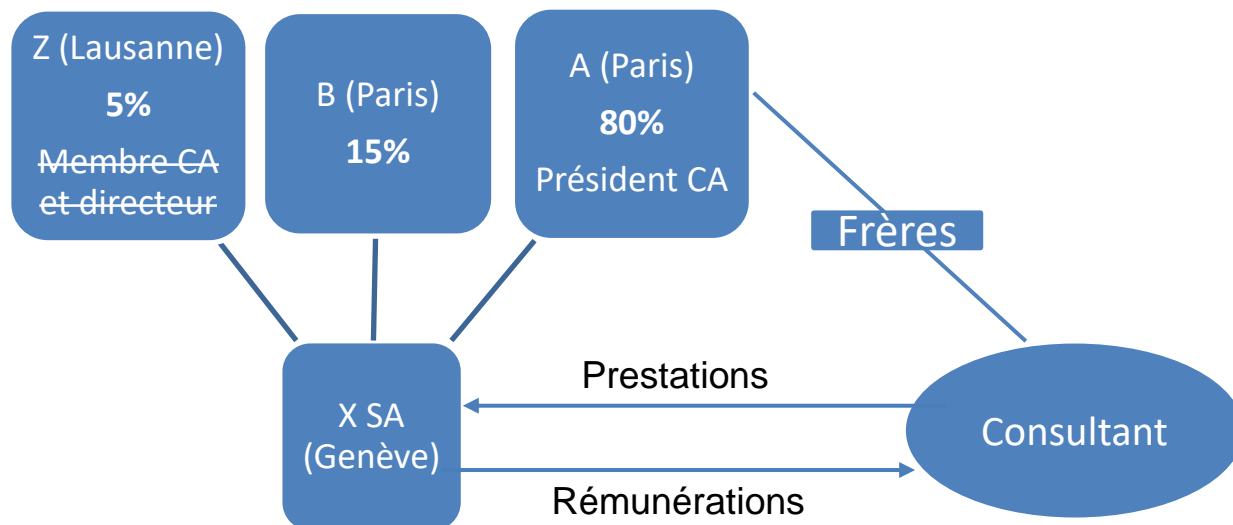 Z (Lausanne)
5%
Membre CA
et directeur
B (Paris)
15%
A (Paris)
80%
Président CA
Frères
Prestations
X SA
(Genève)
Consultant
Rémunérations